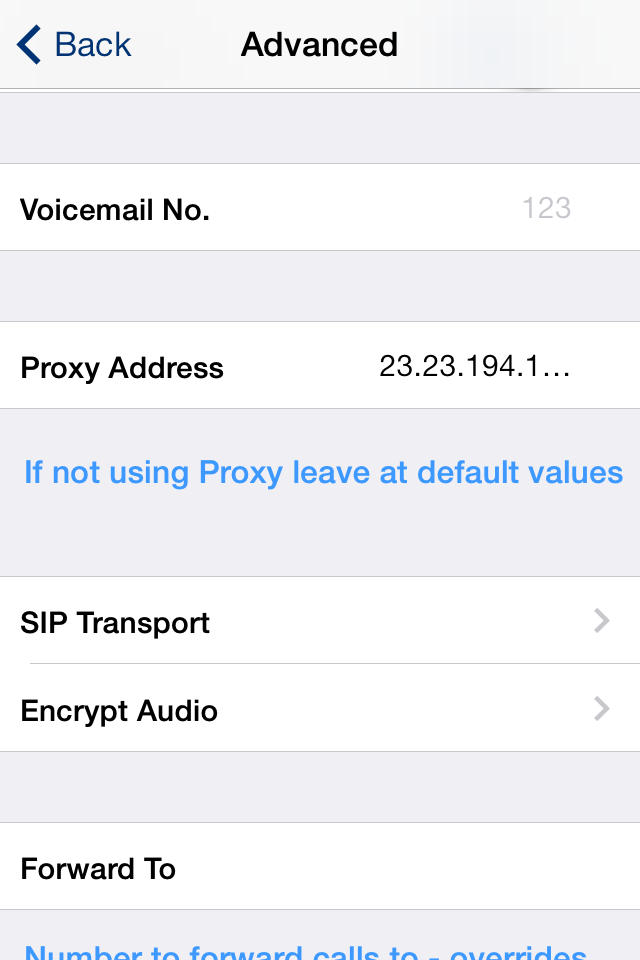 Back
Advanced
Voicemail No.
123
Proxy Address
23.23.194.1...
If not using Proxy leave at default values
SIP Transport
Encrypt Audio
Forward To
Number to forward calls to - overrides